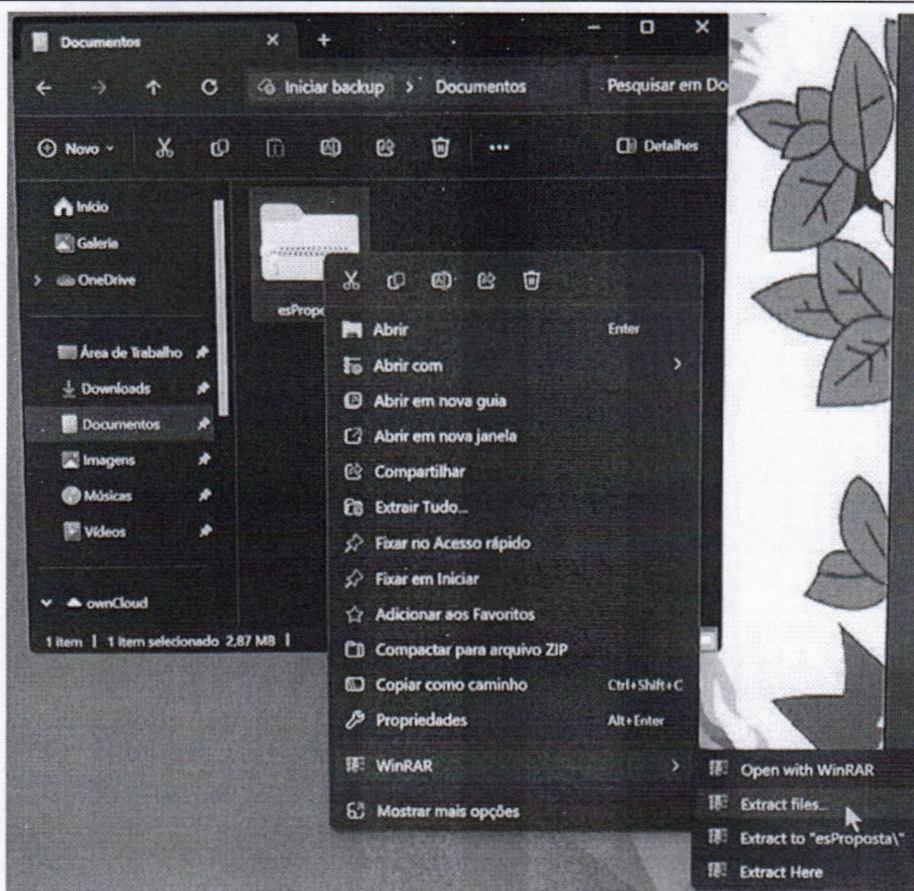 Documentos
Iniciar backup > Documentos
Pesquisar em Do
Novo
Detalhes
Início
Galeria
OneDrive
Área de Trabalho
Downloads
Documentos
Imagens
Músicas
Vídeos
ownCloud
1 item | 1 item selecionado 2,87 MB |
esPropo
Abrir Enter
Abrir com
Abrir em nova guia
Abrir em nova janela
Compartilhar
Extrair Tudo...
Fixar no Acesso rápido
Fixar em Iniciar
Adicionar aos Favoritos
Compactar para arquivo ZIP
Copiar como caminho Ctrl+Shift+C
Propriedades Alt+Enter
WinRAR
Mostrar mais opções
Open with WinRAR
Extract files...
Extract to "esProposta\"
Extract Here